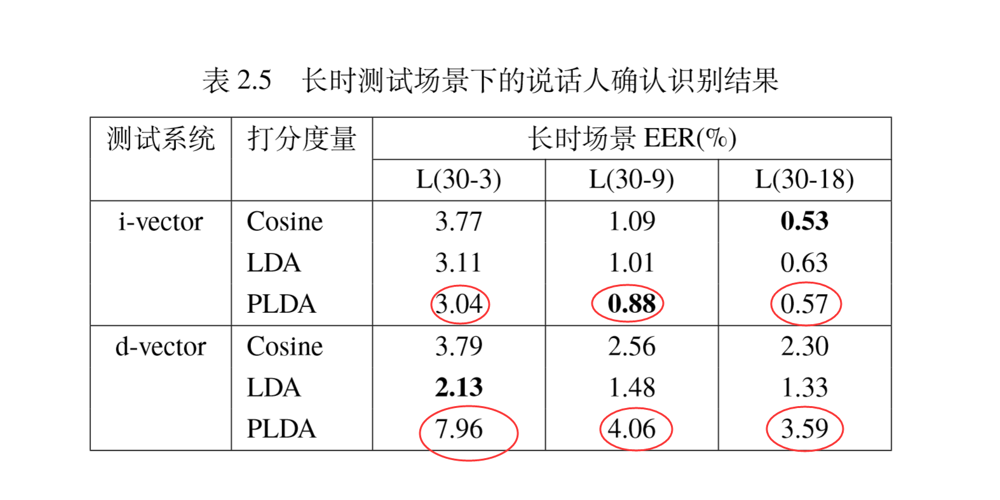 表 2.5 长时测试场景下的说话人确认识别结果
测试系统 打分度量 长时场景 EER(%)
L(30-3) L(30-9) L(30-18)
i-vector Cosine 3.77 1.09 0.53
LDA 3.11 1.01 0.63
PLDA 3.04 0.88 0.57
d-vector Cosine 3.79 2.56 2.30
LDA 2.13 1.48 1.33
PLDA 7.96 4.06 3.59